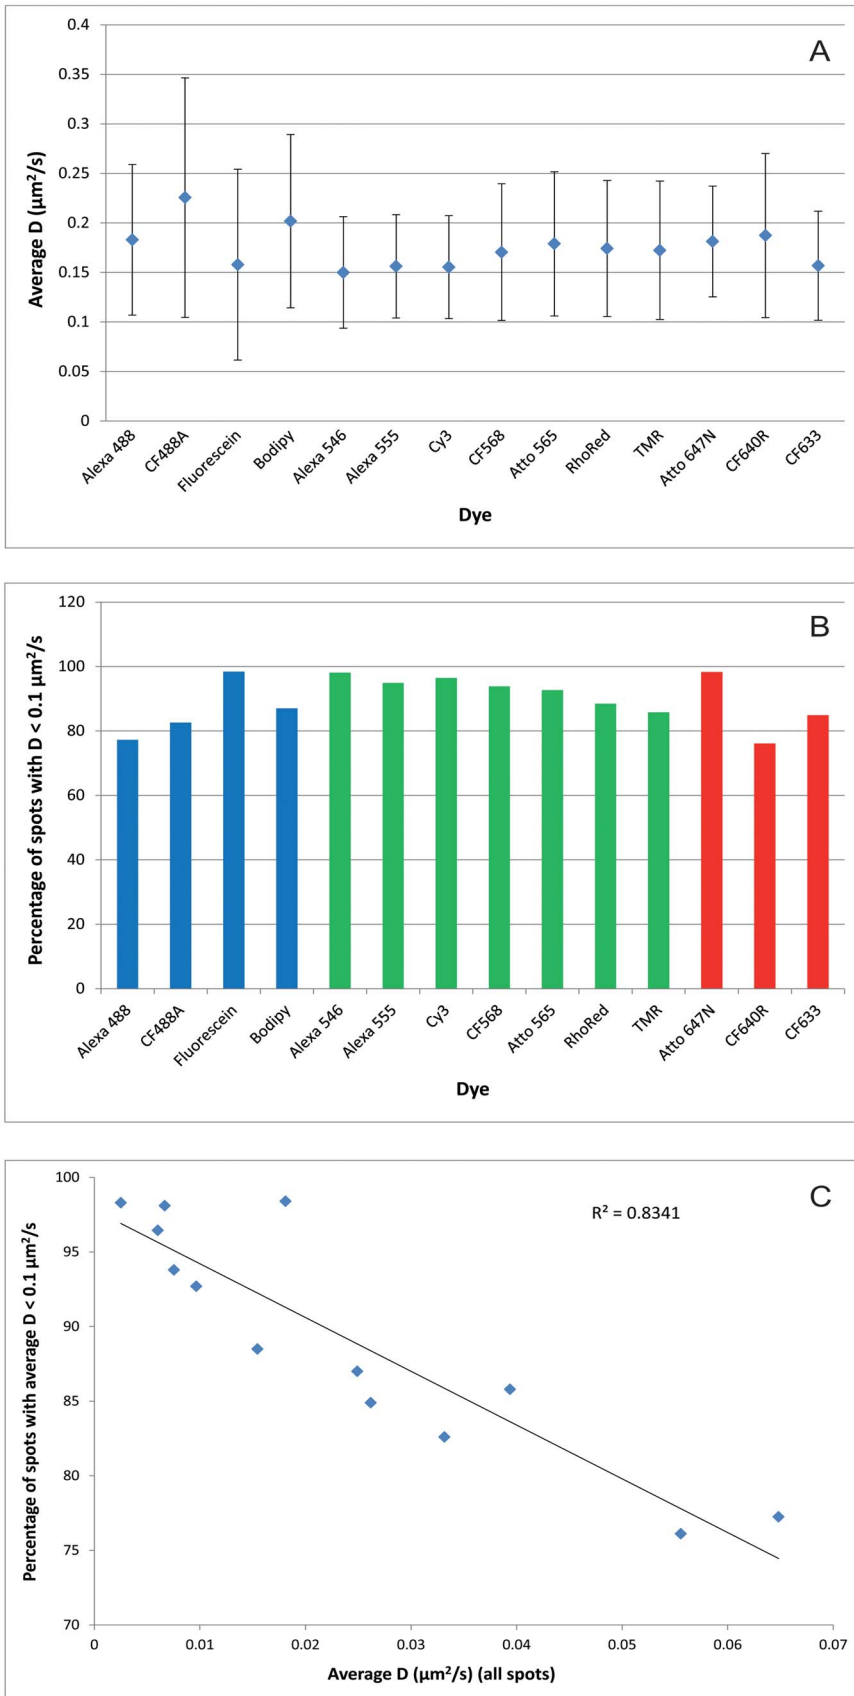 A
Average D (µm²/s)
0.4
0.35
0.3
0.25
0.2
0.15
0.1
0.05
0
Alexa 488
CF488A
Fluorescein
Bodipy
Alexa 546
Alexa 555
Cy3
CF568
Atto 565
RhoRed
TMR
Atto 647N
CF640R
CF633
Dye
B
Percentage of spots with D < 0.1 µm²/s
120
100
80
60
40
20
0
Alexa 488
CF488A
Fluorescein
Bodipy
Alexa 546
Alexa 555
Cy3
CF568
Atto 565
RhoRed
TMR
Atto 647N
CF640R
CF633
Dye
C
R² = 0.8341
Percentage of spots with average D < 0.1 µm²/s
100
95
90
85
80
75
70
0 0.01 0.02 0.03 0.04 0.05 0.06 0.07
Average D (µm²/s) (all spots)